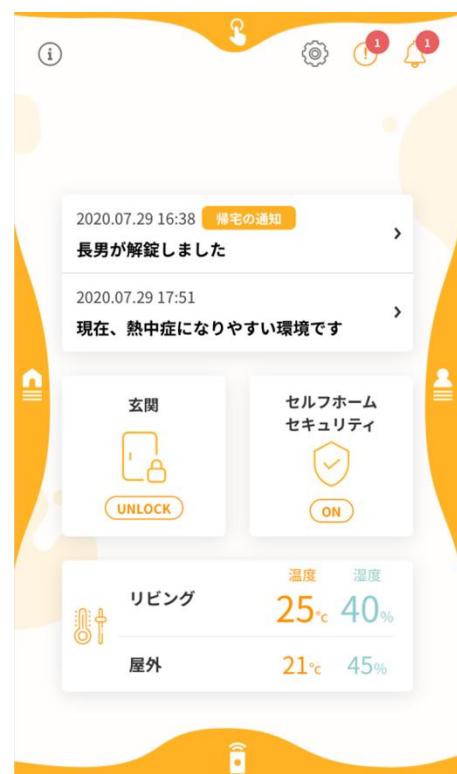 1
1
2020.07.29 16:38 帰宅の通知
長男が解錠しました
2020.07.29 17:51
現在、熱中症になりやすい環境です
玄関
UNLOCK
セルフホーム
セキュリティ
ON
温度 湿度
リビング 25℃ 40%
屋外 21℃ 45%